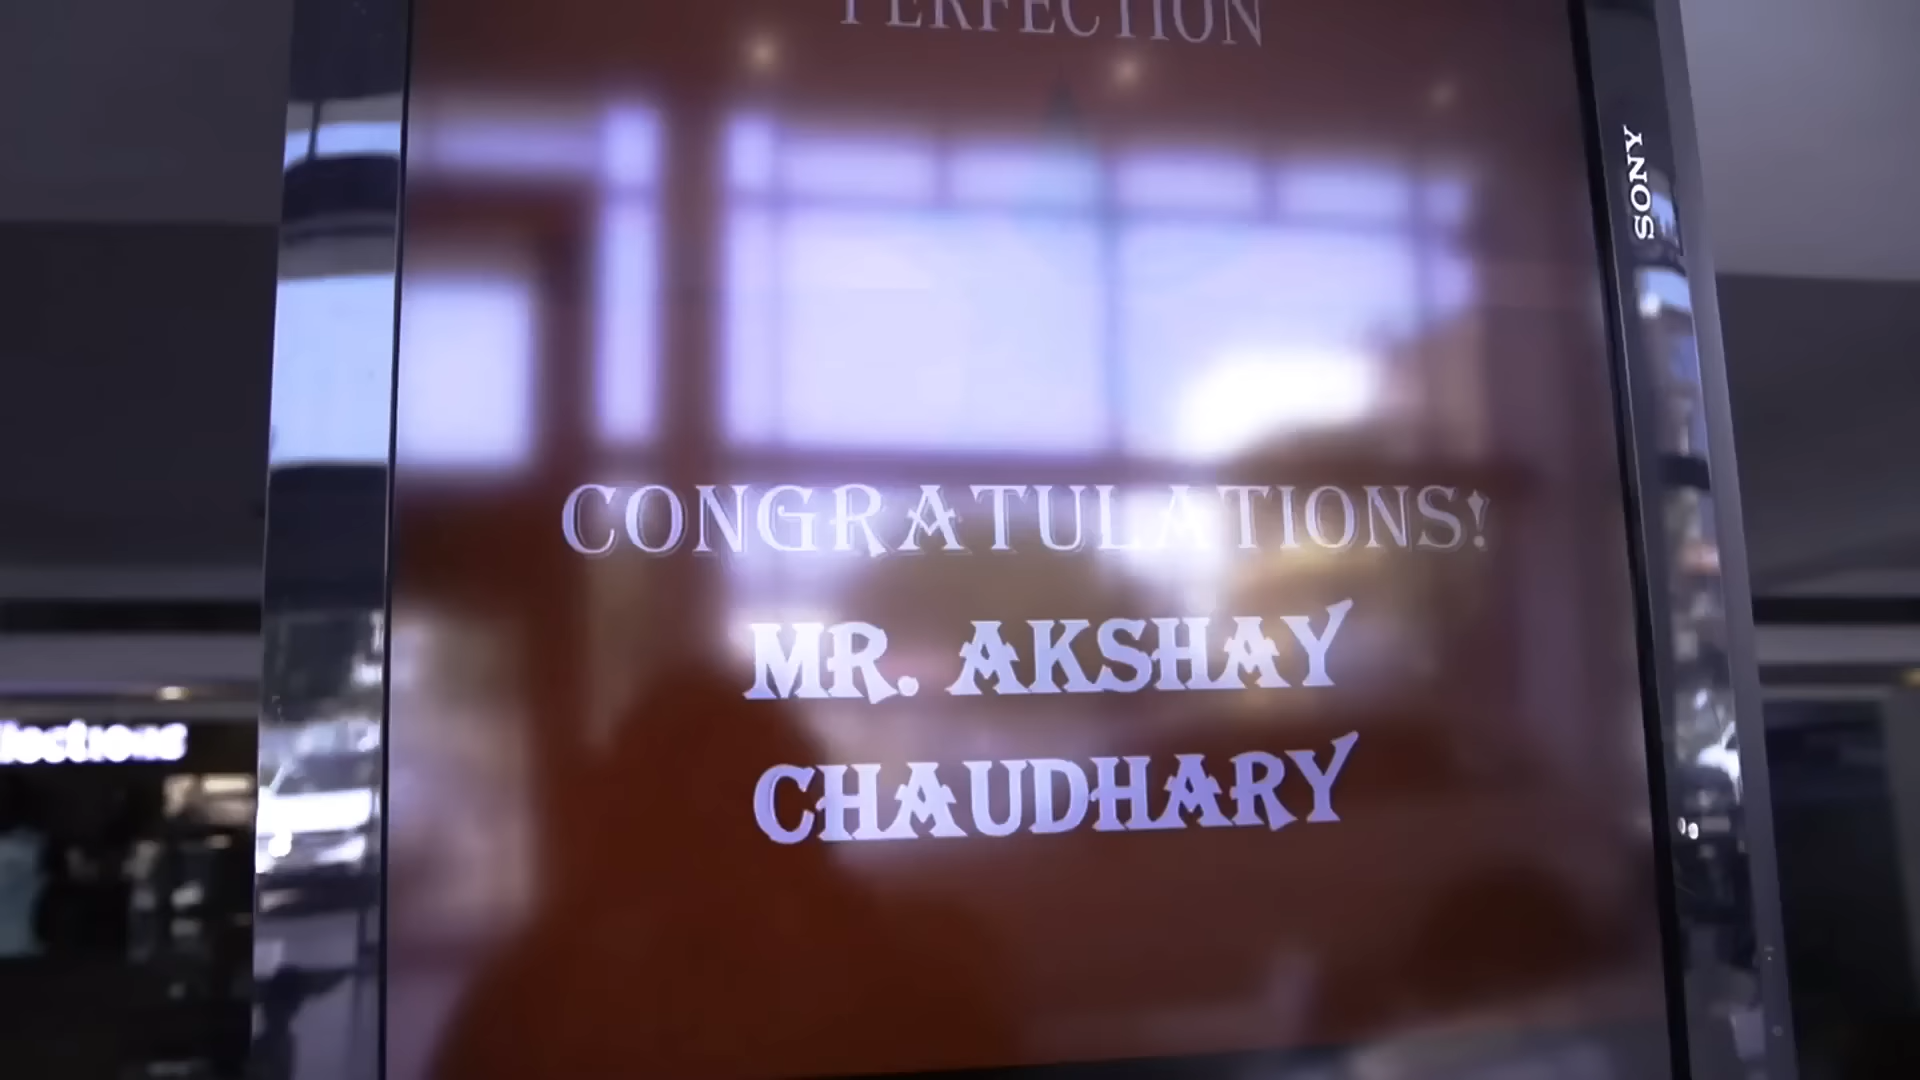 PERFECTION
SONY
CONGRATULATIONS!
MR. AKSHAY
CHAUDHARY